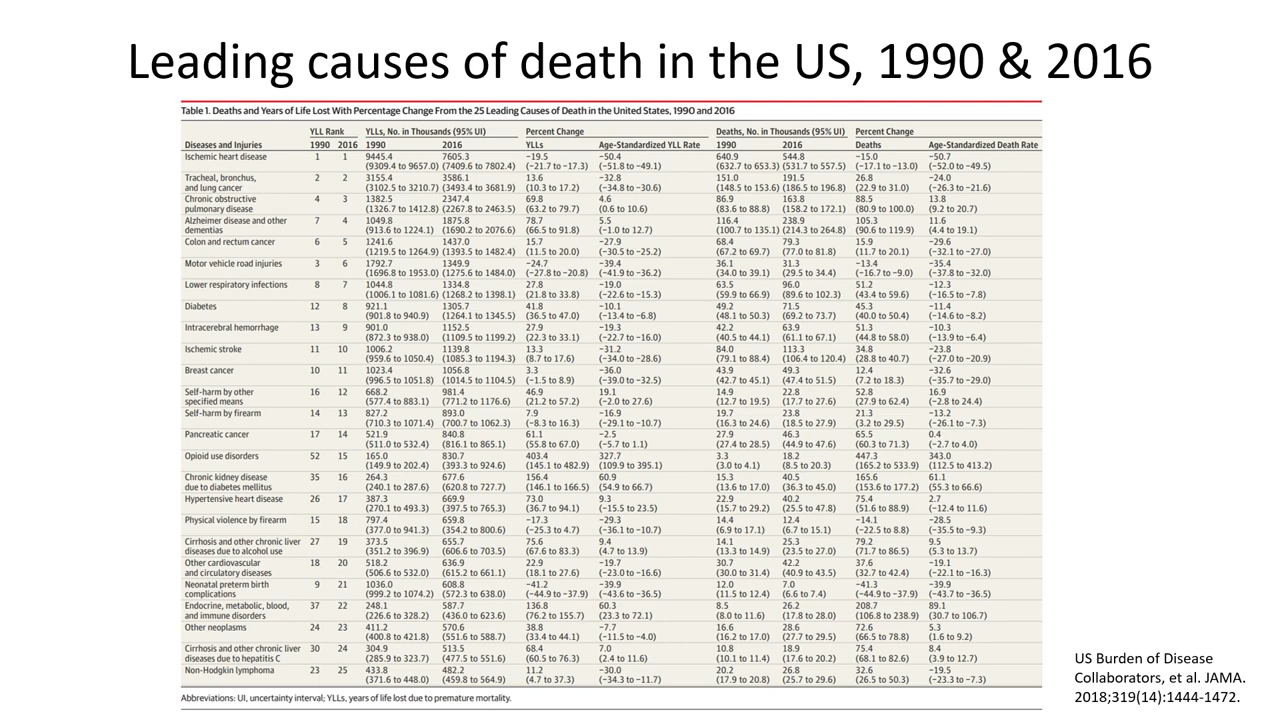 Leading causes of death in the US, 1990 & 2016
Table 1. Deaths and Years of Life Lost With Percentage Change From the 25 Leading Causes of Death in the United States, 1990 and 2016
YLL Rank YLLs, No. in Thousands (95% UI) Percent Change Deaths, No. in Thousands (95% UI) Percent Change
Diseases and Injuries 1990 2016 1990 2016 YLLs Age-Standardized YLL Rate 1990 2016 Deaths Age-Standardized Death Rate
Ischemic heart disease 1 1 9445.4 7605.3 −19.5 −50.4 640.9 544.8 −15.0 −50.7
(9309.4 to 9657.0) (7409.6 to 7802.4) (−21.7 to −17.3) (−51.8 to −49.1) (632.7 to 653.3) (531.7 to 557.5) (−17.1 to −13.0) (−52.0 to −49.5)
Tracheal, bronchus, 2 2 3155.4 3586.1 13.6 −32.8 151.0 191.5 26.8 −24.0
and lung cancer (3102.5 to 3210.7) (3493.4 to 3681.9) (10.3 to 17.2) (−34.8 to −30.6) (148.5 to 153.6) (186.5 to 196.8) (22.9 to 31.0) (−26.3 to −21.6)
Chronic obstructive 4 3 1382.5 2347.4 69.8 4.6 86.9 163.8 88.5 13.8
pulmonary disease (1326.7 to 1412.8) (2267.8 to 2463.5) (63.2 to 79.7) (0.6 to 10.6) (83.6 to 88.8) (158.2 to 172.1) (80.9 to 100.0) (9.2 to 20.7)
Alzheimer disease and other 7 4 1049.8 1875.8 78.7 5.5 116.4 238.9 105.3 11.6
dementias (913.6 to 1224.1) (1690.2 to 2076.6) (66.5 to 91.8) (−1.0 to 12.7) (100.7 to 135.1) (214.3 to 264.8) (90.6 to 119.9) (4.4 to 19.1)
Colon and rectum cancer 6 5 1241.6 1437.0 15.7 −27.9 68.4 79.3 15.9 −29.6
(1219.5 to 1264.9) (1393.5 to 1482.4) (11.5 to 20.0) (−30.5 to −25.2) (67.2 to 69.7) (77.0 to 81.8) (11.7 to 20.1) (−32.1 to −27.0)
Motor vehicle road injuries 3 6 1792.7 1349.9 −24.7 −39.4 36.1 31.3 −13.4 −35.4
(1696.8 to 1953.0) (1275.6 to 1484.0) (−27.8 to −20.8) (−41.9 to −36.2) (34.0 to 39.1) (29.5 to 34.4) (−16.7 to −9.0) (−37.8 to −32.0)
Lower respiratory infections 8 7 1044.8 1334.8 27.8 −19.0 63.5 96.0 51.2 −12.3
(1006.1 to 1081.6) (1268.2 to 1398.1) (21.8 to 33.8) (−22.6 to −15.3) (59.9 to 66.9) (89.6 to 102.3) (43.4 to 59.6) (−16.5 to −7.8)
Diabetes 12 8 921.1 1305.7 41.8 −10.1 49.2 71.5 45.3 −11.4
(901.8 to 940.9) (1264.1 to 1345.5) (36.5 to 47.0) (−13.4 to −6.8) (48.1 to 50.3) (69.2 to 73.7) (40.0 to 50.4) (−14.6 to −8.2)
Intracerebral hemorrhage 13 9 901.0 1152.5 27.9 −19.3 42.2 63.9 51.3 −10.3
(872.3 to 938.0) (1109.5 to 1199.2) (22.3 to 33.1) (−22.7 to −16.0) (40.5 to 44.1) (61.1 to 67.1) (44.8 to 58.0) (−13.9 to −6.4)
Ischemic stroke 11 10 1006.2 1139.8 13.3 −31.2 84.0 113.3 34.8 −23.8
(959.6 to 1050.4) (1085.3 to 1194.3) (8.7 to 17.6) (−34.0 to −28.6) (79.1 to 88.4) (106.4 to 120.4) (28.8 to 40.7) (−27.0 to −20.9)
Breast cancer 10 11 1023.4 1056.8 3.3 −36.0 43.9 49.3 12.4 −32.6
(996.5 to 1051.8) (1014.5 to 1104.5) (−1.5 to 8.9) (−39.0 to −32.5) (42.7 to 45.1) (47.4 to 51.5) (7.2 to 18.3) (−35.7 to −29.0)
Self-harm by other 16 12 668.2 981.4 46.9 19.1 14.9 22.8 52.8 16.9
specified means (577.4 to 883.1) (771.2 to 1176.6) (21.2 to 57.2) (−2.0 to 27.6) (12.7 to 19.5) (17.7 to 27.6) (27.9 to 62.4) (−2.8 to 24.4)
Self-harm by firearm 14 13 827.2 893.0 7.9 −16.9 19.7 23.8 21.3 −13.2
(710.3 to 1071.4) (700.7 to 1062.3) (−8.3 to 16.3) (−29.1 to −10.7) (16.3 to 24.6) (18.5 to 27.9) (3.2 to 29.5) (−26.1 to −7.3)
Pancreatic cancer 17 14 521.9 840.8 61.1 −2.5 27.9 46.3 65.5 0.4
(511.0 to 532.4) (816.1 to 865.1) (55.8 to 67.0) (−5.7 to 1.1) (27.4 to 28.5) (44.9 to 47.6) (60.3 to 71.3) (−2.7 to 4.0)
Opioid use disorders 52 15 165.0 830.7 403.4 327.7 3.3 18.2 447.3 343.0
(149.9 to 202.4) (393.3 to 924.6) (145.1 to 482.9) (109.9 to 395.1) (3.0 to 4.1) (8.5 to 20.3) (165.2 to 533.9) (112.5 to 413.2)
Chronic kidney disease 35 16 264.3 677.6 156.4 60.9 15.3 40.5 165.6 61.1
due to diabetes mellitus (240.1 to 287.6) (620.8 to 727.7) (146.1 to 166.5) (54.9 to 66.7) (13.6 to 17.0) (36.3 to 45.0) (153.6 to 177.2) (55.3 to 66.6)
Hypertensive heart disease 26 17 387.3 669.9 73.0 9.3 22.9 40.2 75.4 2.7
(270.1 to 493.3) (397.5 to 765.3) (36.7 to 94.1) (−15.5 to 23.5) (15.7 to 29.2) (25.5 to 47.8) (51.6 to 88.9) (−12.4 to 11.6)
Physical violence by firearm 15 18 797.4 659.8 −17.3 −29.3 14.4 12.4 −14.1 −28.5
(377.0 to 941.3) (354.2 to 800.6) (−25.3 to 4.7) (−36.1 to −10.7) (6.9 to 17.1) (6.7 to 15.1) (−22.5 to 8.8) (−35.5 to −9.3)
Cirrhosis and other chronic liver 27 19 373.5 655.7 75.6 9.4 14.1 25.3 79.2 9.5
diseases due to alcohol use (351.2 to 396.9) (606.6 to 703.5) (67.6 to 83.3) (4.7 to 13.9) (13.3 to 14.9) (23.5 to 27.0) (71.7 to 86.5) (5.3 to 13.7)
Other cardiovascular 18 20 518.2 636.9 22.9 −19.7 30.7 42.2 37.6 −19.1
and circulatory diseases (506.6 to 532.0) (615.2 to 661.1) (18.1 to 27.6) (−23.0 to −16.6) (30.0 to 31.4) (40.9 to 43.5) (32.7 to 42.4) (−22.1 to −16.3)
Neonatal preterm birth 9 21 1036.0 608.8 −41.2 −39.9 12.0 7.0 −41.3 −39.9
complications (999.2 to 1074.2) (572.3 to 638.0) (−44.9 to −37.9) (−43.6 to −36.5) (11.5 to 12.4) (6.6 to 7.4) (−44.9 to −37.9) (−43.7 to −36.5)
Endocrine, metabolic, blood, 37 22 248.1 587.7 136.8 60.3 8.5 26.2 208.7 89.1
and immune disorders (226.6 to 328.2) (436.0 to 623.6) (76.2 to 155.7) (23.3 to 72.1) (8.0 to 11.6) (17.8 to 28.0) (106.8 to 238.9) (30.7 to 106.7)
Other neoplasms 24 23 411.2 570.6 38.8 −7.7 16.6 28.6 72.6 5.3
(400.8 to 421.8) (551.6 to 588.7) (33.4 to 44.1) (−11.5 to −4.0) (16.2 to 17.0) (27.7 to 29.5) (66.5 to 78.8) (1.6 to 9.2)
Cirrhosis and other chronic liver 30 24 304.9 513.5 68.4 7.0 10.8 18.9 75.4 8.4
diseases due to hepatitis C (285.9 to 323.7) (477.5 to 551.6) (60.5 to 76.3) (2.4 to 11.6) (10.1 to 11.4) (17.6 to 20.2) (68.1 to 82.6) (3.9 to 12.7)
Non-Hodgkin lymphoma 23 25 433.8 482.2 11.2 −30.0 20.2 26.8 32.6 −19.5
(371.6 to 448.0) (459.8 to 564.9) (4.7 to 37.3) (−34.3 to −11.7) (17.9 to 20.8) (25.7 to 29.6) (26.5 to 50.3) (−23.3 to −7.3)
Abbreviations: UI, uncertainty interval; YLLs, years of life lost due to premature mortality.
US Burden of Disease
Collaborators, et al. JAMA.
2018;319(14):1444-1472.